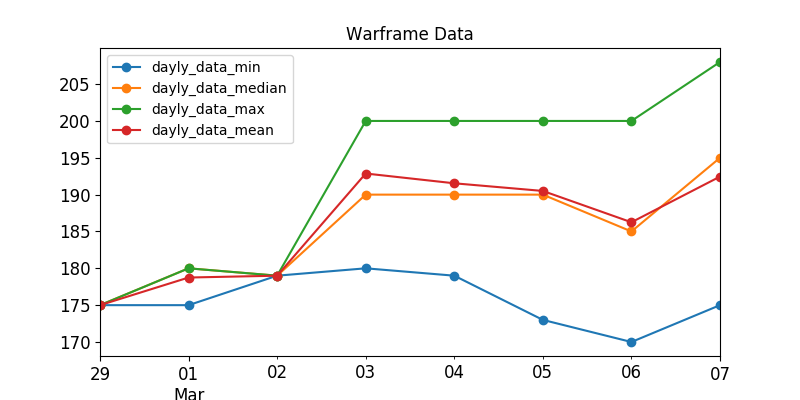 Warframe Data
dayly_data_min
dayly_data_median
dayly_data_max
dayly_data_mean
205
200
195
190
185
180
175
170
29 01 02 03 04 05 06 07
Mar